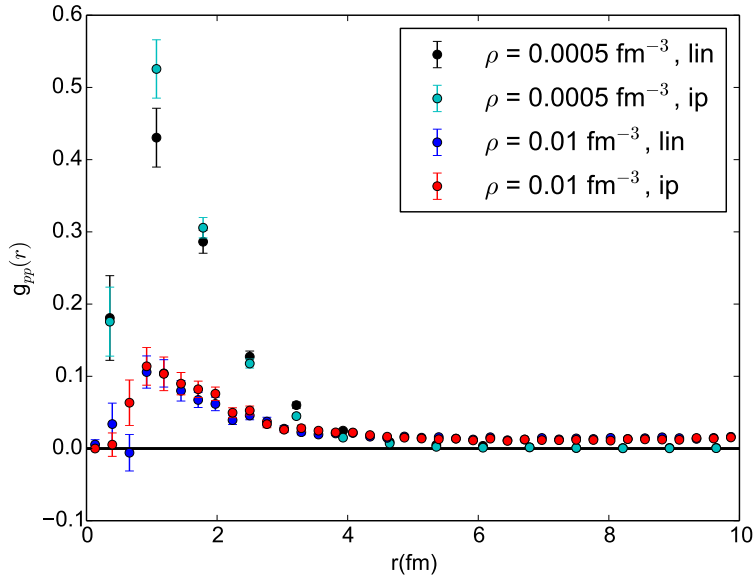 0.6
0.5
0.4
0.3
0.2
0.1
0.0
−0.1
g_{pp}(r)
ρ = 0.0005 fm⁻³, lin
ρ = 0.0005 fm⁻³, ip
ρ = 0.01 fm⁻³, lin
ρ = 0.01 fm⁻³, ip
0 2 4 6 8 10
r(fm)